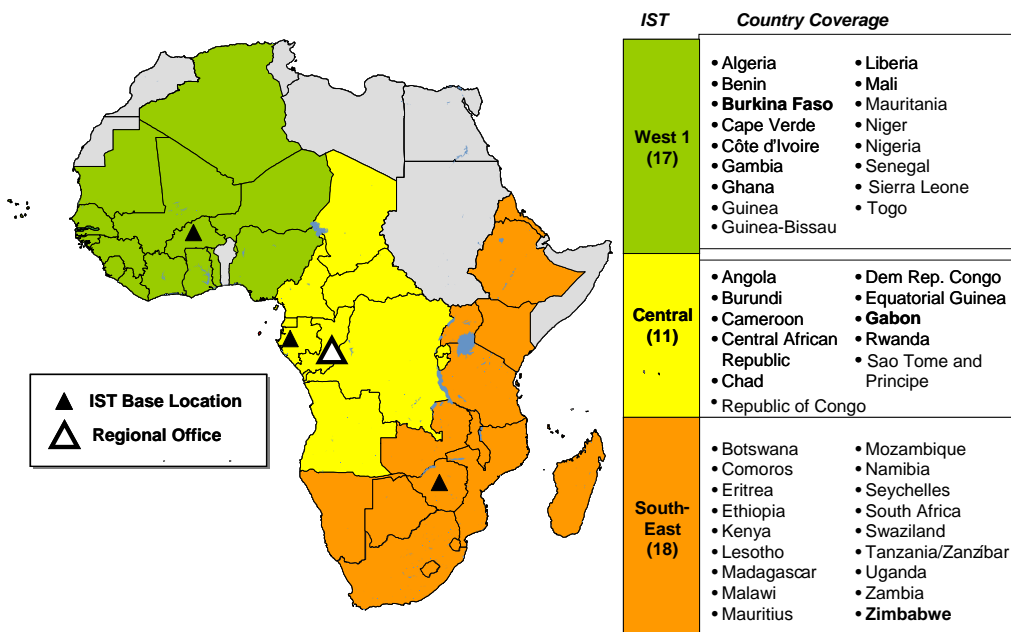 IST
Country Coverage
West 1
(17)
• Algeria
• Benin
• Burkina Faso
• Cape Verde
• Côte d'Ivoire
• Gambia
• Ghana
• Guinea
• Guinea-Bissau
• Liberia
• Mali
• Mauritania
• Niger
• Nigeria
• Senegal
• Sierra Leone
• Togo
Central
(11)
• Angola
• Burundi
• Cameroon
• Central African
Republic
• Chad
• Republic of Congo
• Dem Rep. Congo
• Equatorial Guinea
• Gabon
• Rwanda
• Sao Tome and
Principe
South-
East
(18)
• Botswana
• Comoros
• Eritrea
• Ethiopia
• Kenya
• Lesotho
• Madagascar
• Malawi
• Mauritius
• Mozambique
• Namibia
• Seychelles
• South Africa
• Swaziland
• Tanzania/Zanzíbar
• Uganda
• Zambia
• Zimbabwe
IST Base Location
Regional Office